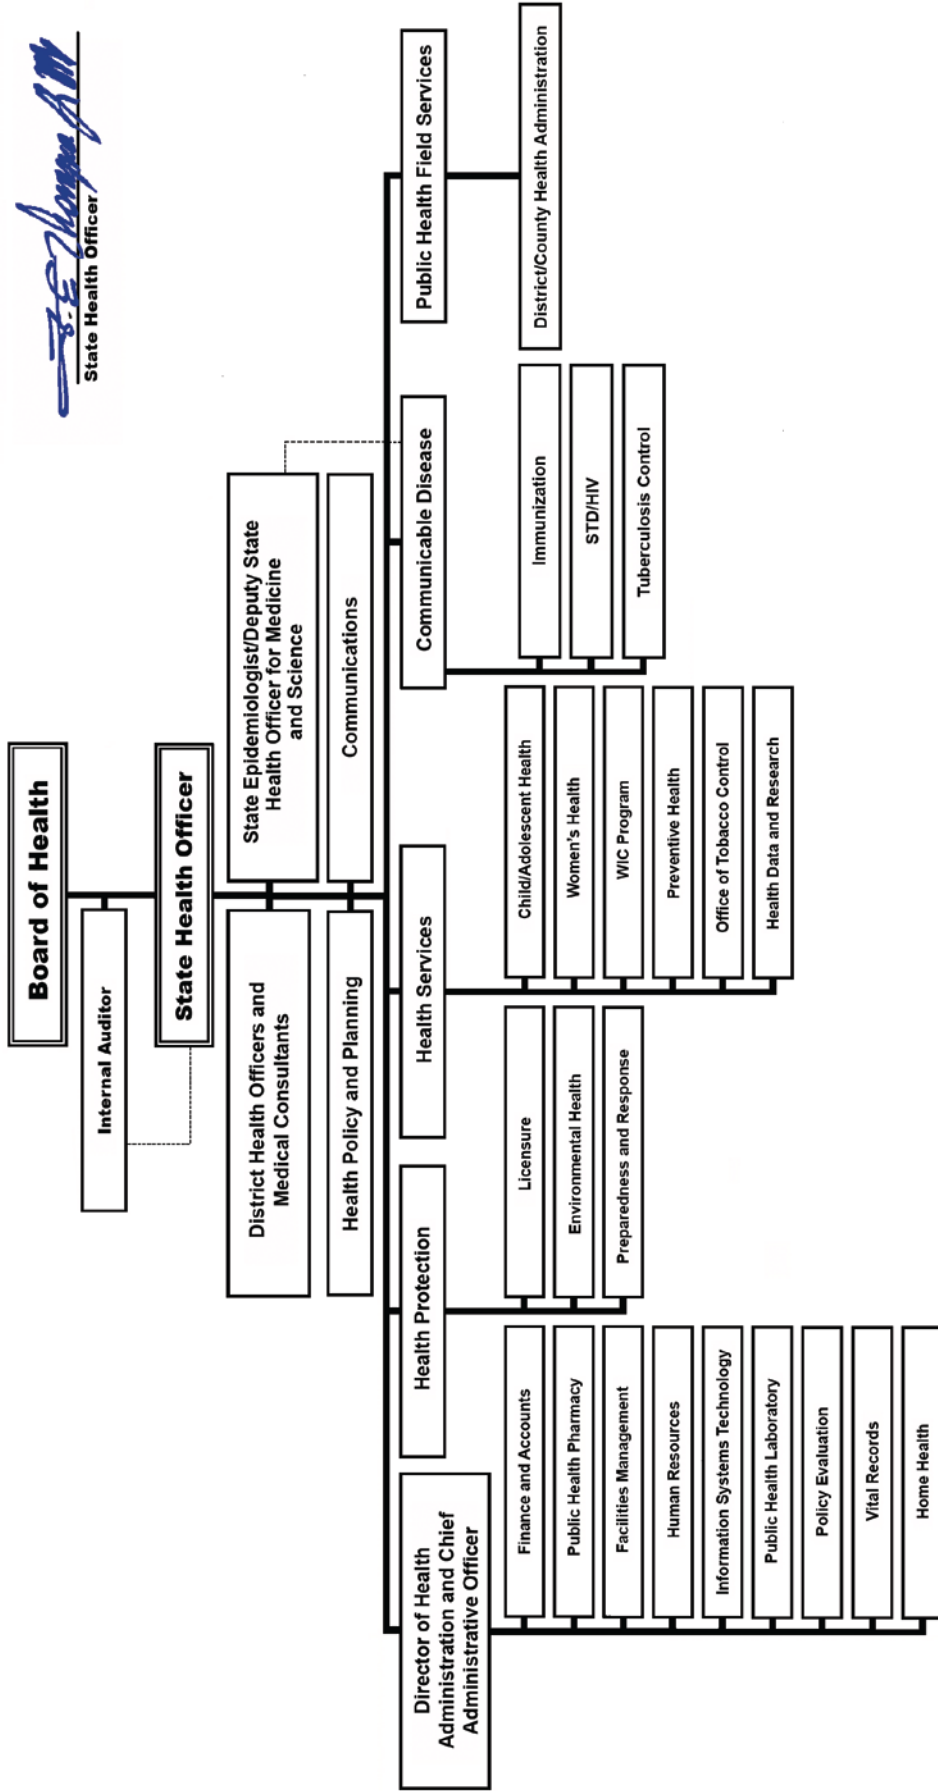 State Health Officer
Board of Health
Internal Auditor
State Health Officer
District Health Officers and
Medical Consultants
State Epidemiologist/Deputy State
Health Officer for Medicine
and Science
Health Policy and Planning
Communications
Director of Health
Administration and Chief
Administrative Officer
Finance and Accounts
Public Health Pharmacy
Facilities Management
Human Resources
Information Systems Technology
Public Health Laboratory
Policy Evaluation
Vital Records
Home Health
Health Protection
Licensure
Environmental Health
Preparedness and Response
Health Services
Child/Adolescent Health
Women's Health
WIC Program
Preventive Health
Office of Tobacco Control
Health Data and Research
Communicable Disease
Immunization
STD/HIV
Tuberculosis Control
Public Health Field Services
District/County Health Administration